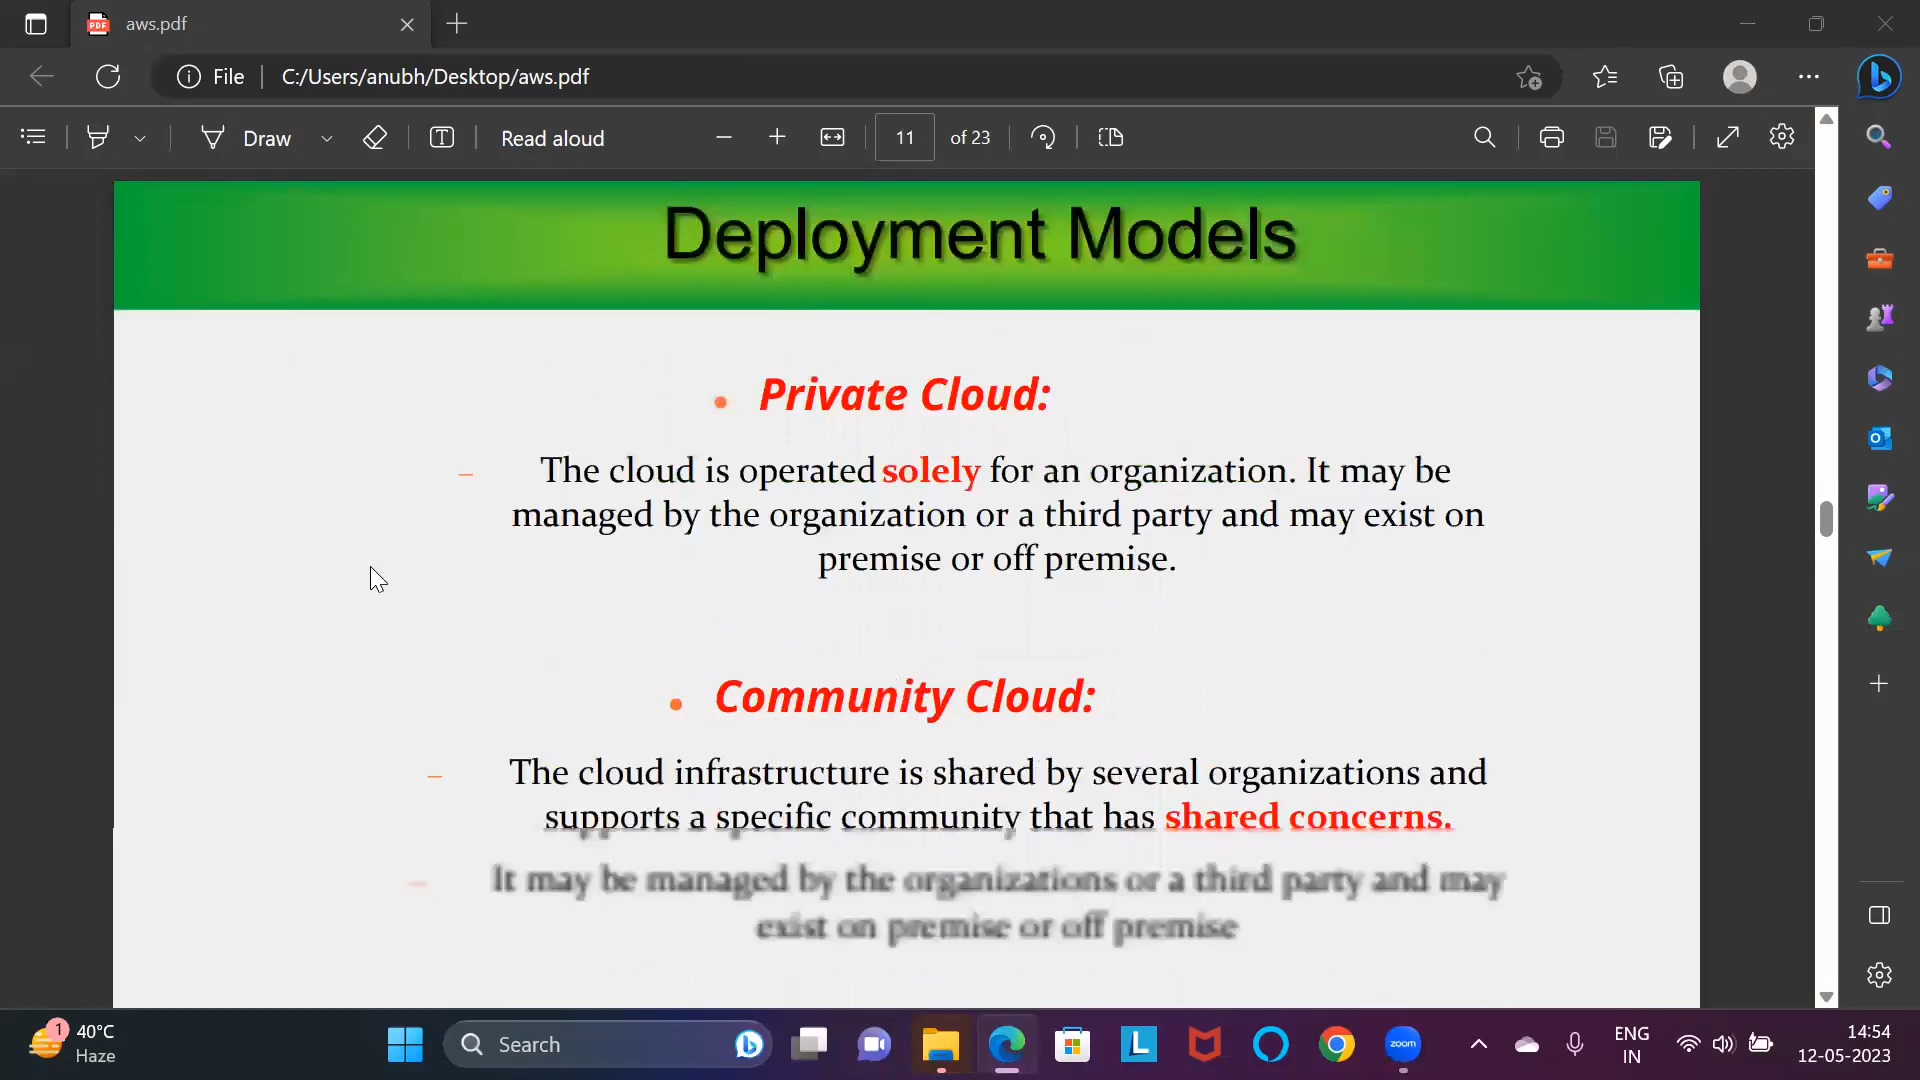 aws.pdf
File
C:/Users/anubh/Desktop/aws.pdf
Draw
Read aloud
11
of 23
Deployment Models
Private Cloud:
The cloud is operated solely for an organization. It may be
managed by the organization or a third party and may exist on
premise or off premise.
Community Cloud:
The cloud infrastructure is shared by several organizations and
supports a specific community that has shared concerns.
It may be managed by the organizations or a third party and may
exist on premise or off premise
1
40°C
Haze
Search
L
zoom
ENG
IN
14:54
12-05-2023